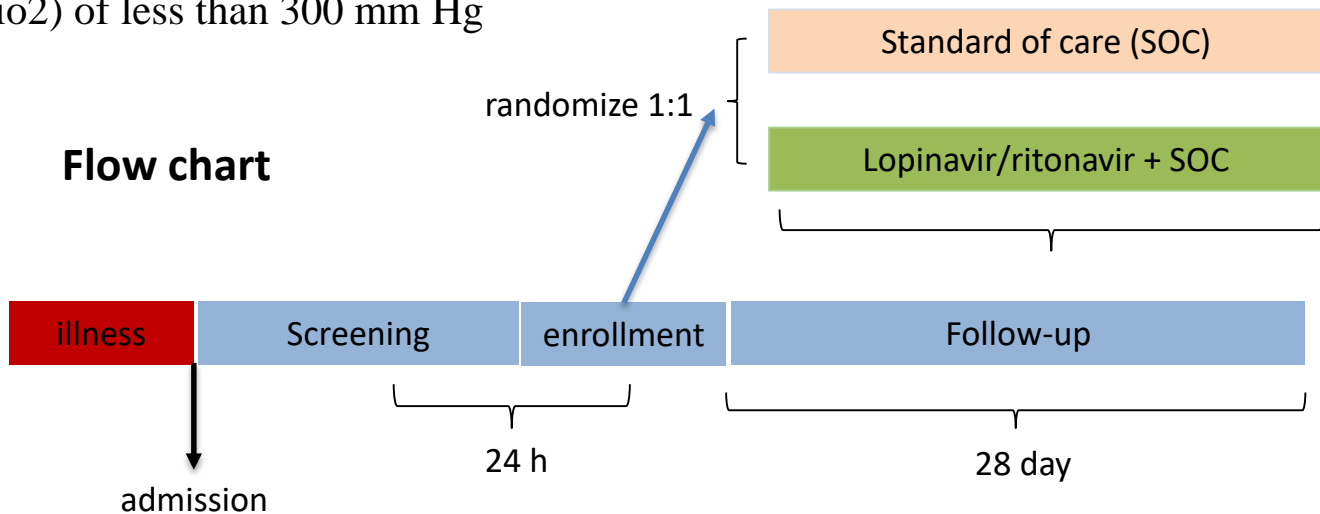 io2) of less than 300 mm Hg
Standard of care (SOC)
randomize 1:1
Flow chart
Lopinavir/ritonavir + SOC
illness
Screening
enrollment
Follow-up
24 h
28 day
admission